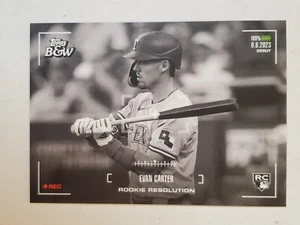 Topps
B&W
100%
9.8.2023
DEBUT
EVAN CARTER
ROOKIE RESOLUTION
REC
RC